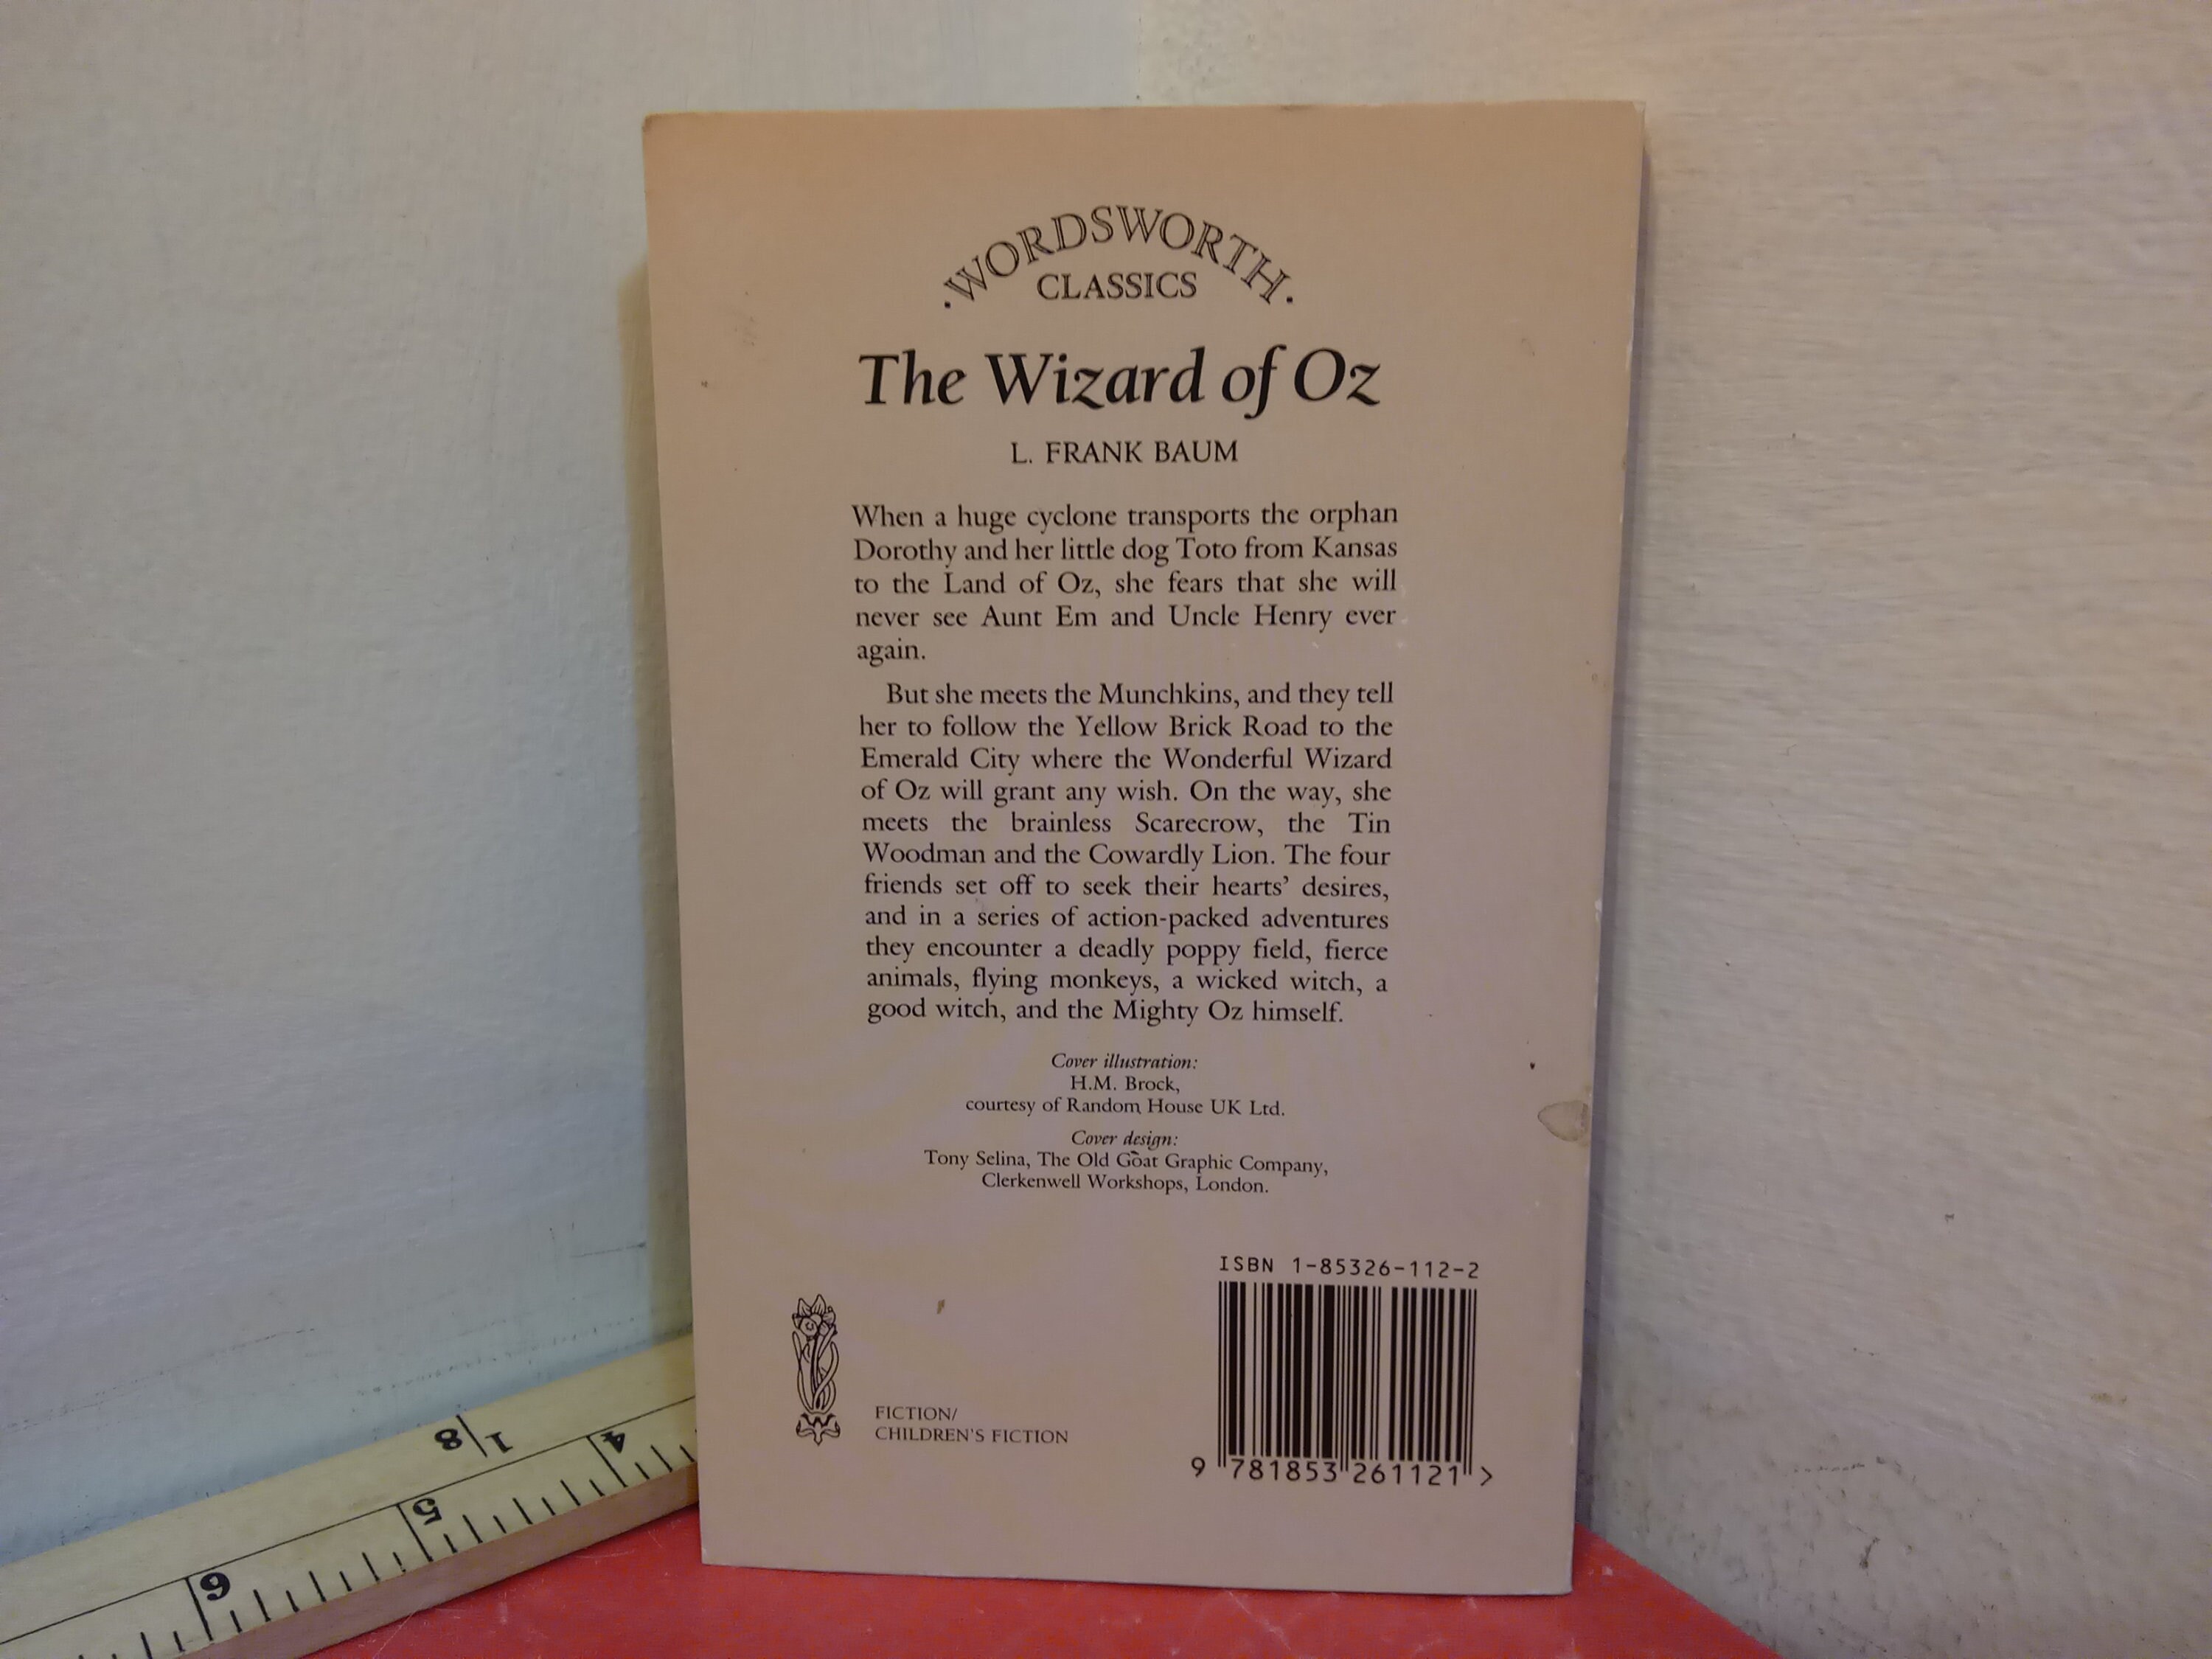 ·WORDSWORTH·
CLASSICS
The Wizard of Oz
L. FRANK BAUM
When a huge cyclone transports the orphan
Dorothy and her little dog Toto from Kansas
to the Land of Oz, she fears that she will
never see Aunt Em and Uncle Henry ever
again.
But she meets the Munchkins, and they tell
her to follow the Yellow Brick Road to the
Emerald City where the Wonderful Wizard
of Oz will grant any wish. On the way, she
meets the brainless Scarecrow, the Tin
Woodman and the Cowardly Lion. The four
friends set off to seek their hearts' desires,
and in a series of action-packed adventures
they encounter a deadly poppy field, fierce
animals, flying monkeys, a wicked witch, a
good witch, and the Mighty Oz himself.
Cover illustration:
H.M. Brock,
courtesy of Random House UK Ltd.
Cover design:
Tony Selina, The Old Goat Graphic Company,
Clerkenwell Workshops, London.
ISBN 1-85326-112-2
W
FICTION/
CHILDREN'S FICTION
9 781853 261121 >
1/8
4
5
6